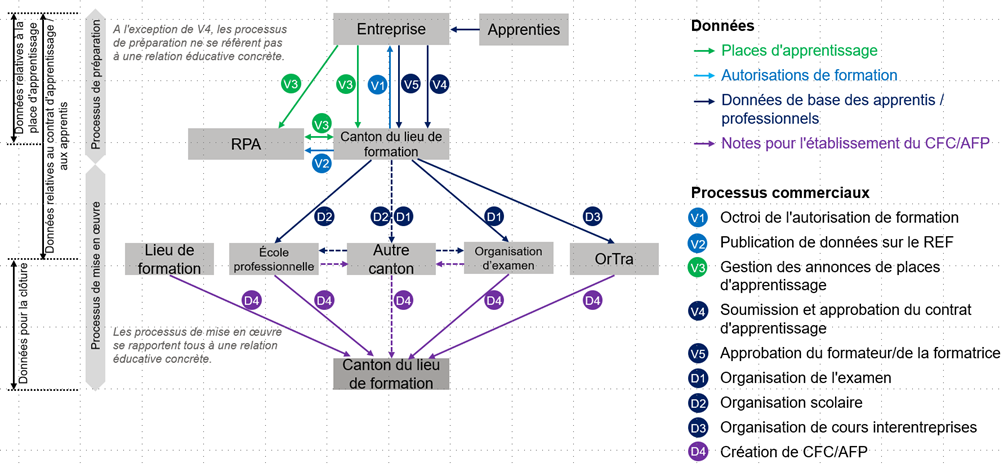 Données relatives à la
place d'apprentissage
Données relatives au contrat d'apprentissage /
aux apprentis
Données pour la clôture
Processus de préparation
Processus de mise en œuvre
A l'exception de V4, les processus
de préparation ne se réfèrent pas
à une relation éducative concrète.
Entreprise
Apprenties
V3
V3
V1
V5
V4
RPA
V3
V2
Canton du lieu de
formation
D2
D2
D1
D1
D3
Lieu de
formation
École
professionnelle
Autre
canton
Organisation
d'examen
OrTra
D4
D4
D4
D4
D4
Les processus de mise en œuvre
se rapportent tous à une relation
éducative concrète.
Canton du lieu
de formation
Données
Places d'apprentissage
Autorisations de formation
Données de base des apprentis /
professionnels
Notes pour l'établissement du CFC/AFP
Processus commerciaux
V1 Octroi de l'autorisation de formation
V2 Publication de données sur le REF
V3 Gestion des annonces de places
d'apprentissage
V4 Soumission et approbation du contrat
d'apprentissage
V5 Approbation du formateur/de la formatrice
D1 Organisation de l'examen
D2 Organisation scolaire
D3 Organisation de cours interentreprises
D4 Création de CFC/AFP